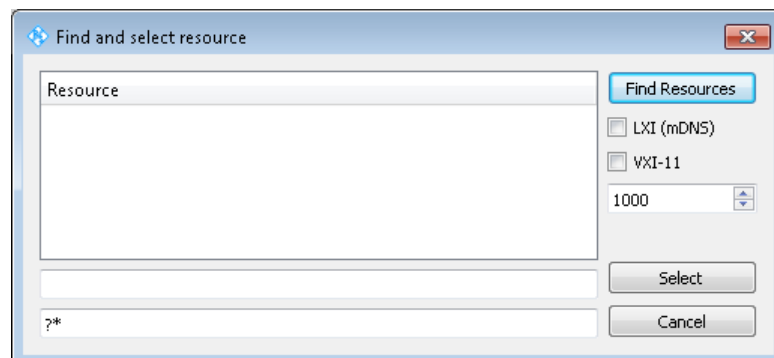 Find and select resource
Resource
Find Resources
LXI (mDNS)
VXI-11
1000
Select
?*
Cancel